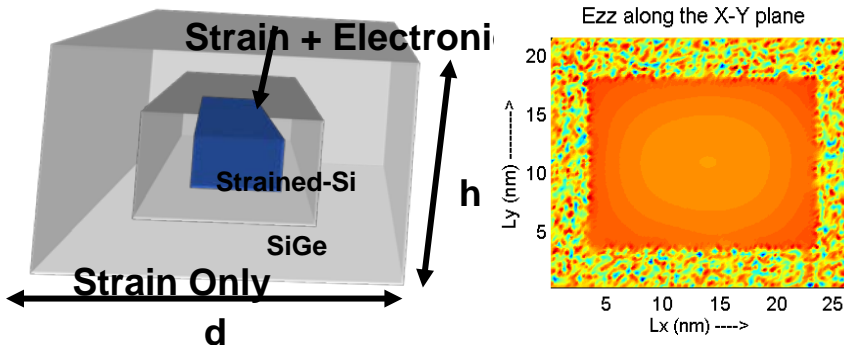 Strain + Electroni
Strained-Si
SiGe
Strain Only
h
d
Ezz along the X-Y plane
Ly (nm) -------->
20
15
10
5
5 10 15 20 25
Lx (nm) ---->